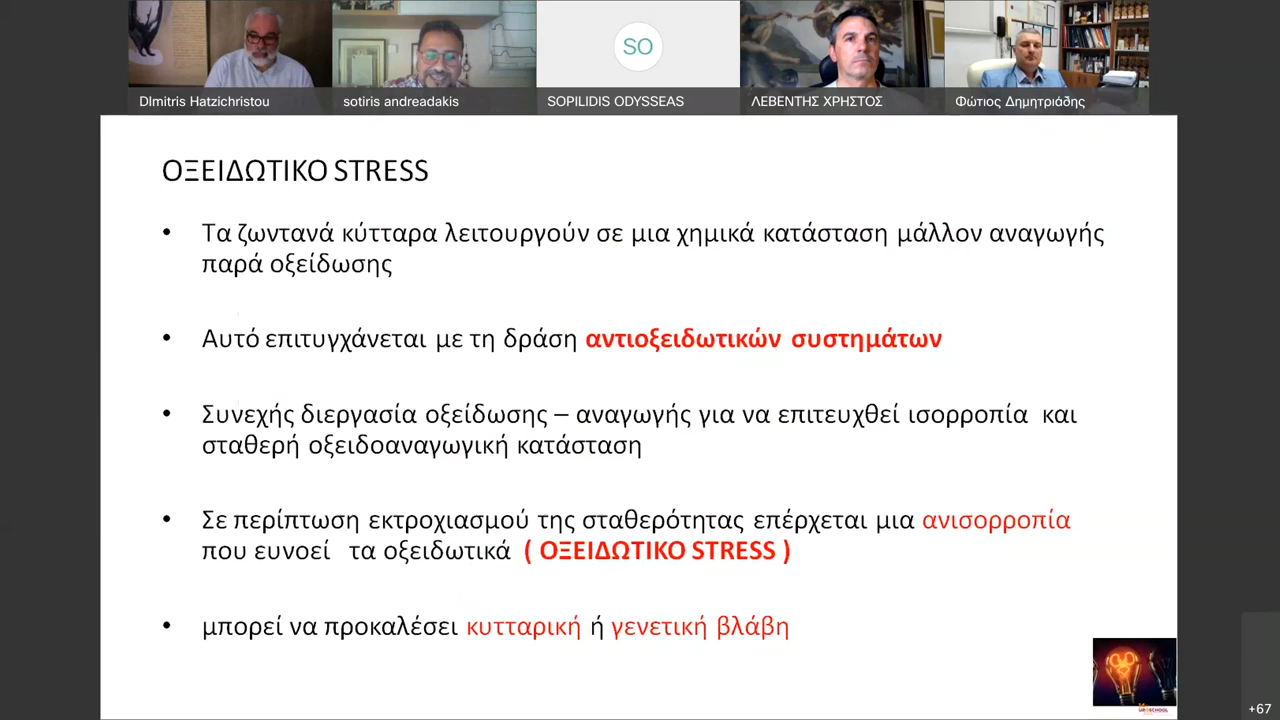 SO
DImitris Hatzichristou
sotiris andreadakis
SOPILIDIS ODYSSEAS
ΛΕΒΕΝΤΗΣ ΧΡΗΣΤΟΣ
Φώτιος Δημητριάδης
ΟΞΕΙΔΩΤΙΚΟ STRESS
• Τα ζωντανά κύτταρα λειτουργούν σε μια χημικά κατάσταση μάλλον αναγωγής
παρά οξείδωσης
• Αυτό επιτυγχάνεται με τη δράση αντιοξειδωτικών συστημάτων
• Συνεχής διεργασία οξείδωσης – αναγωγής για να επιτευχθεί ισορροπία και
σταθερή οξειδοαναγωγική κατάσταση
• Σε περίπτωση εκτροχιασμού της σταθερότητας επέρχεται μια ανισορροπία
που ευνοεί τα οξειδωτικά ( ΟΞΕΙΔΩΤΙΚΟ STRESS )
• μπορεί να προκαλέσει κυτταρική ή γενετική βλάβη
UROSCHOOL
+67